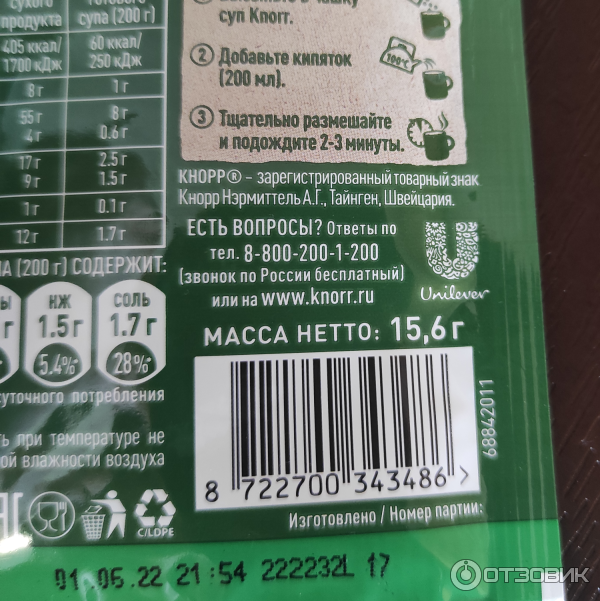 сухого продукта
готового супа (200 г)
405 ккал/ 1700 кДж
60 ккал/ 250 кДж
8 г
1 г
55 г
8 г
4 г
0.6 г
17 г
2.5 г
9 г
1.5 г
1 г
0.1 г
12 г
1.7 г
(200 г) СОДЕРЖИТ:
НЖ
СОЛЬ
г
1.5 г
1.7 г
5.4%*
28%*
суточного потребления
при температуре не
влажности воздуха
суп Knorr.
2 Добавьте кипяток
(200 мл).
100°C
3 Тщательно размешайте
и подождите 2-3 минуты.
КНОРР® – зарегистрированный товарный знак
Кнорр Нэрмиттель А.Г., Тайнген, Швейцария.
ЕСТЬ ВОПРОСЫ? Ответы по
тел. 8-800-200-1-200
(звонок по России бесплатный)
или на www.knorr.ru
Unilever
МАССА НЕТТО: 15,6 г
8 722700 343486 >
68842011
C/LDPE
Изготовлено / Номер партии:
01.06.22 21:54 222232L 17
ОТЗОВИК